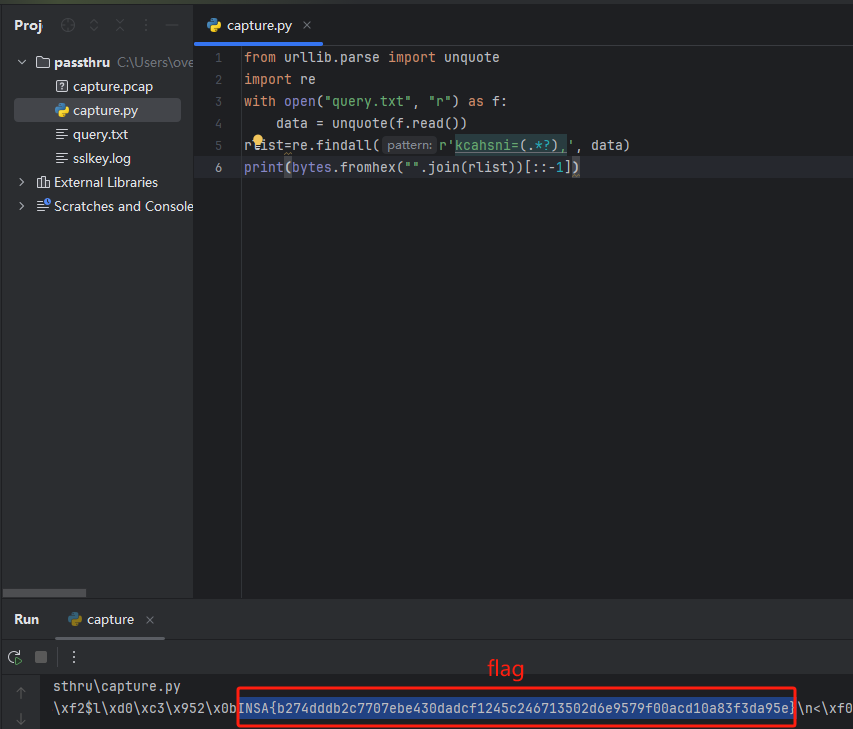 Proj
capture.py
passthru C:\Users\ove
capture.pcap
capture.py
query.txt
sslkey.log
External Libraries
Scratches and Console
1 from urllib.parse import unquote
2 import re
3 with open("query.txt", "r") as f:
4 data = unquote(f.read())
5 rlist=re.findall( pattern: r'kcahsni=(.*?),', data)
6 print(bytes.fromhex("".join(rlist))[::-1])
Run
capture
flag
sthru\capture.py
\xf2$l\xd0\xc3\x952\x0bINSA{b274dddb2c7707ebe430dadcf1245c246713502d6e9579f00acd10a83f3da95e}\n<\xf0